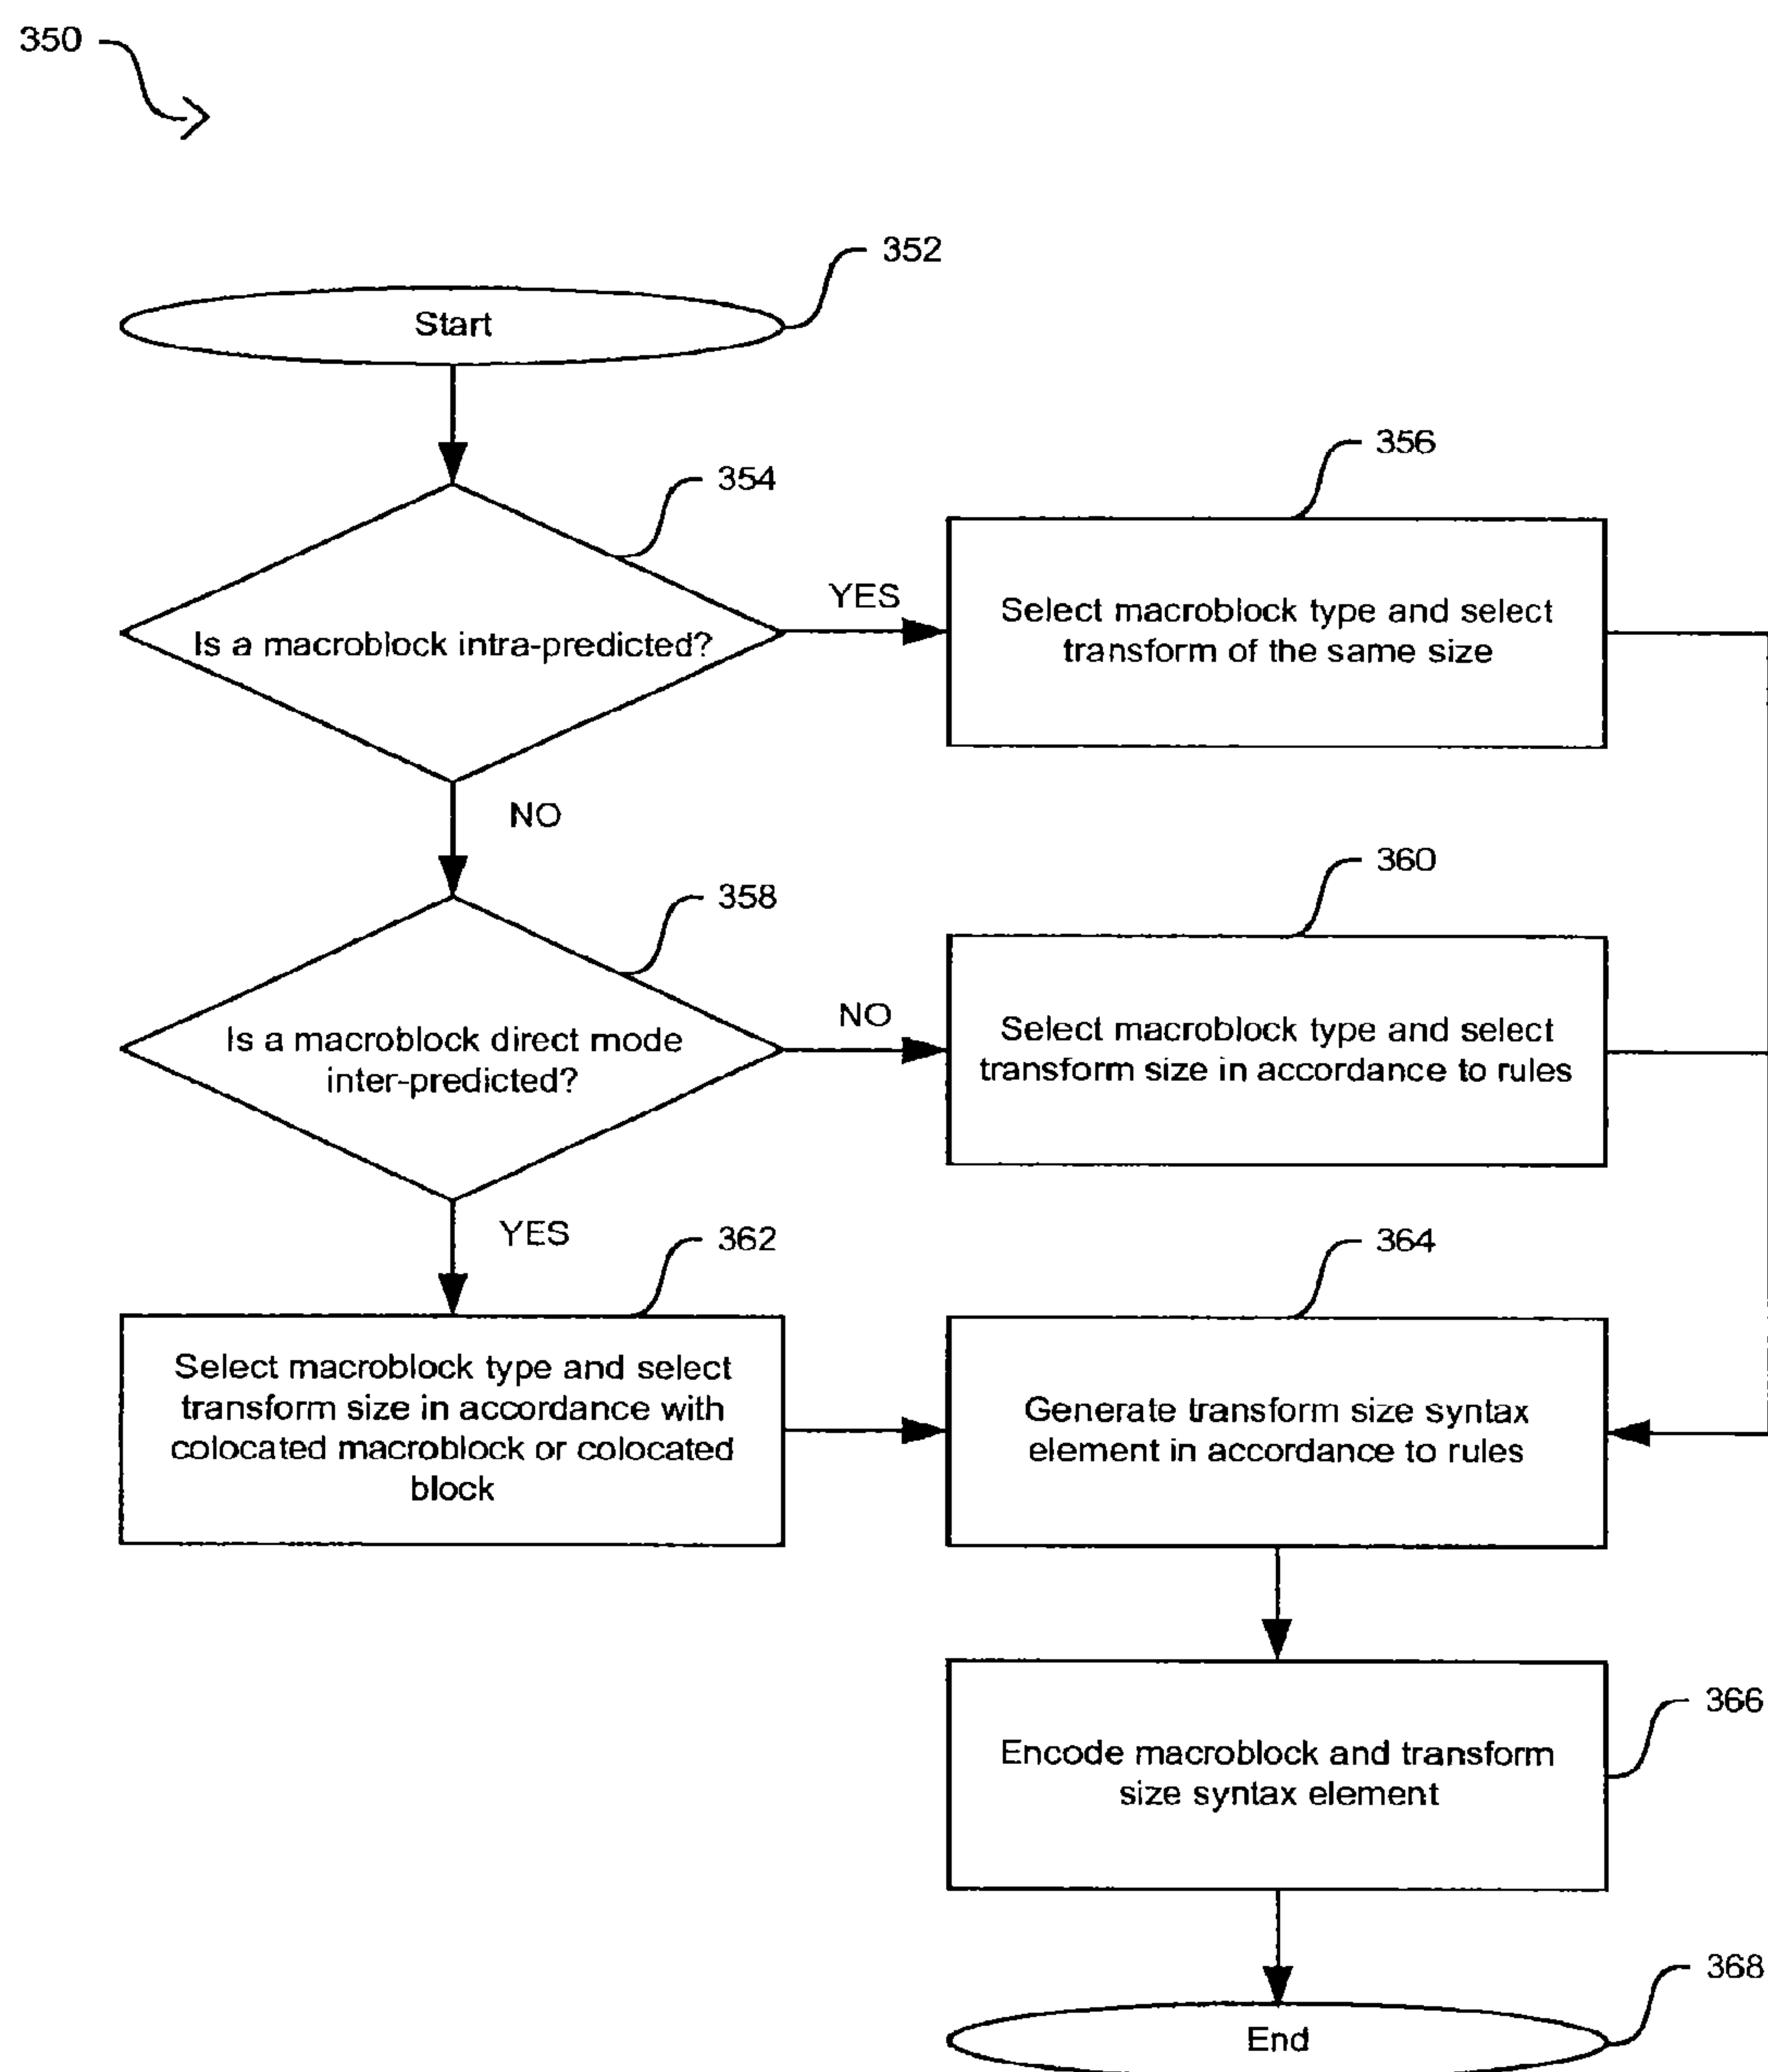 350
352
Start
354
356
Is a macroblock intra-predicted?
YES
Select macroblock type and select
transform of the same size
NO
358
360
Is a macroblock direct mode
inter-predicted?
NO
Select macroblock type and select
transform size in accordance to rules
YES
362
364
Select macroblock type and select
transform size in accordance with
colocated macroblock or colocated
block
Generate transform size syntax
element in accordance to rules
366
Encode macroblock and transform
size syntax element
368
End